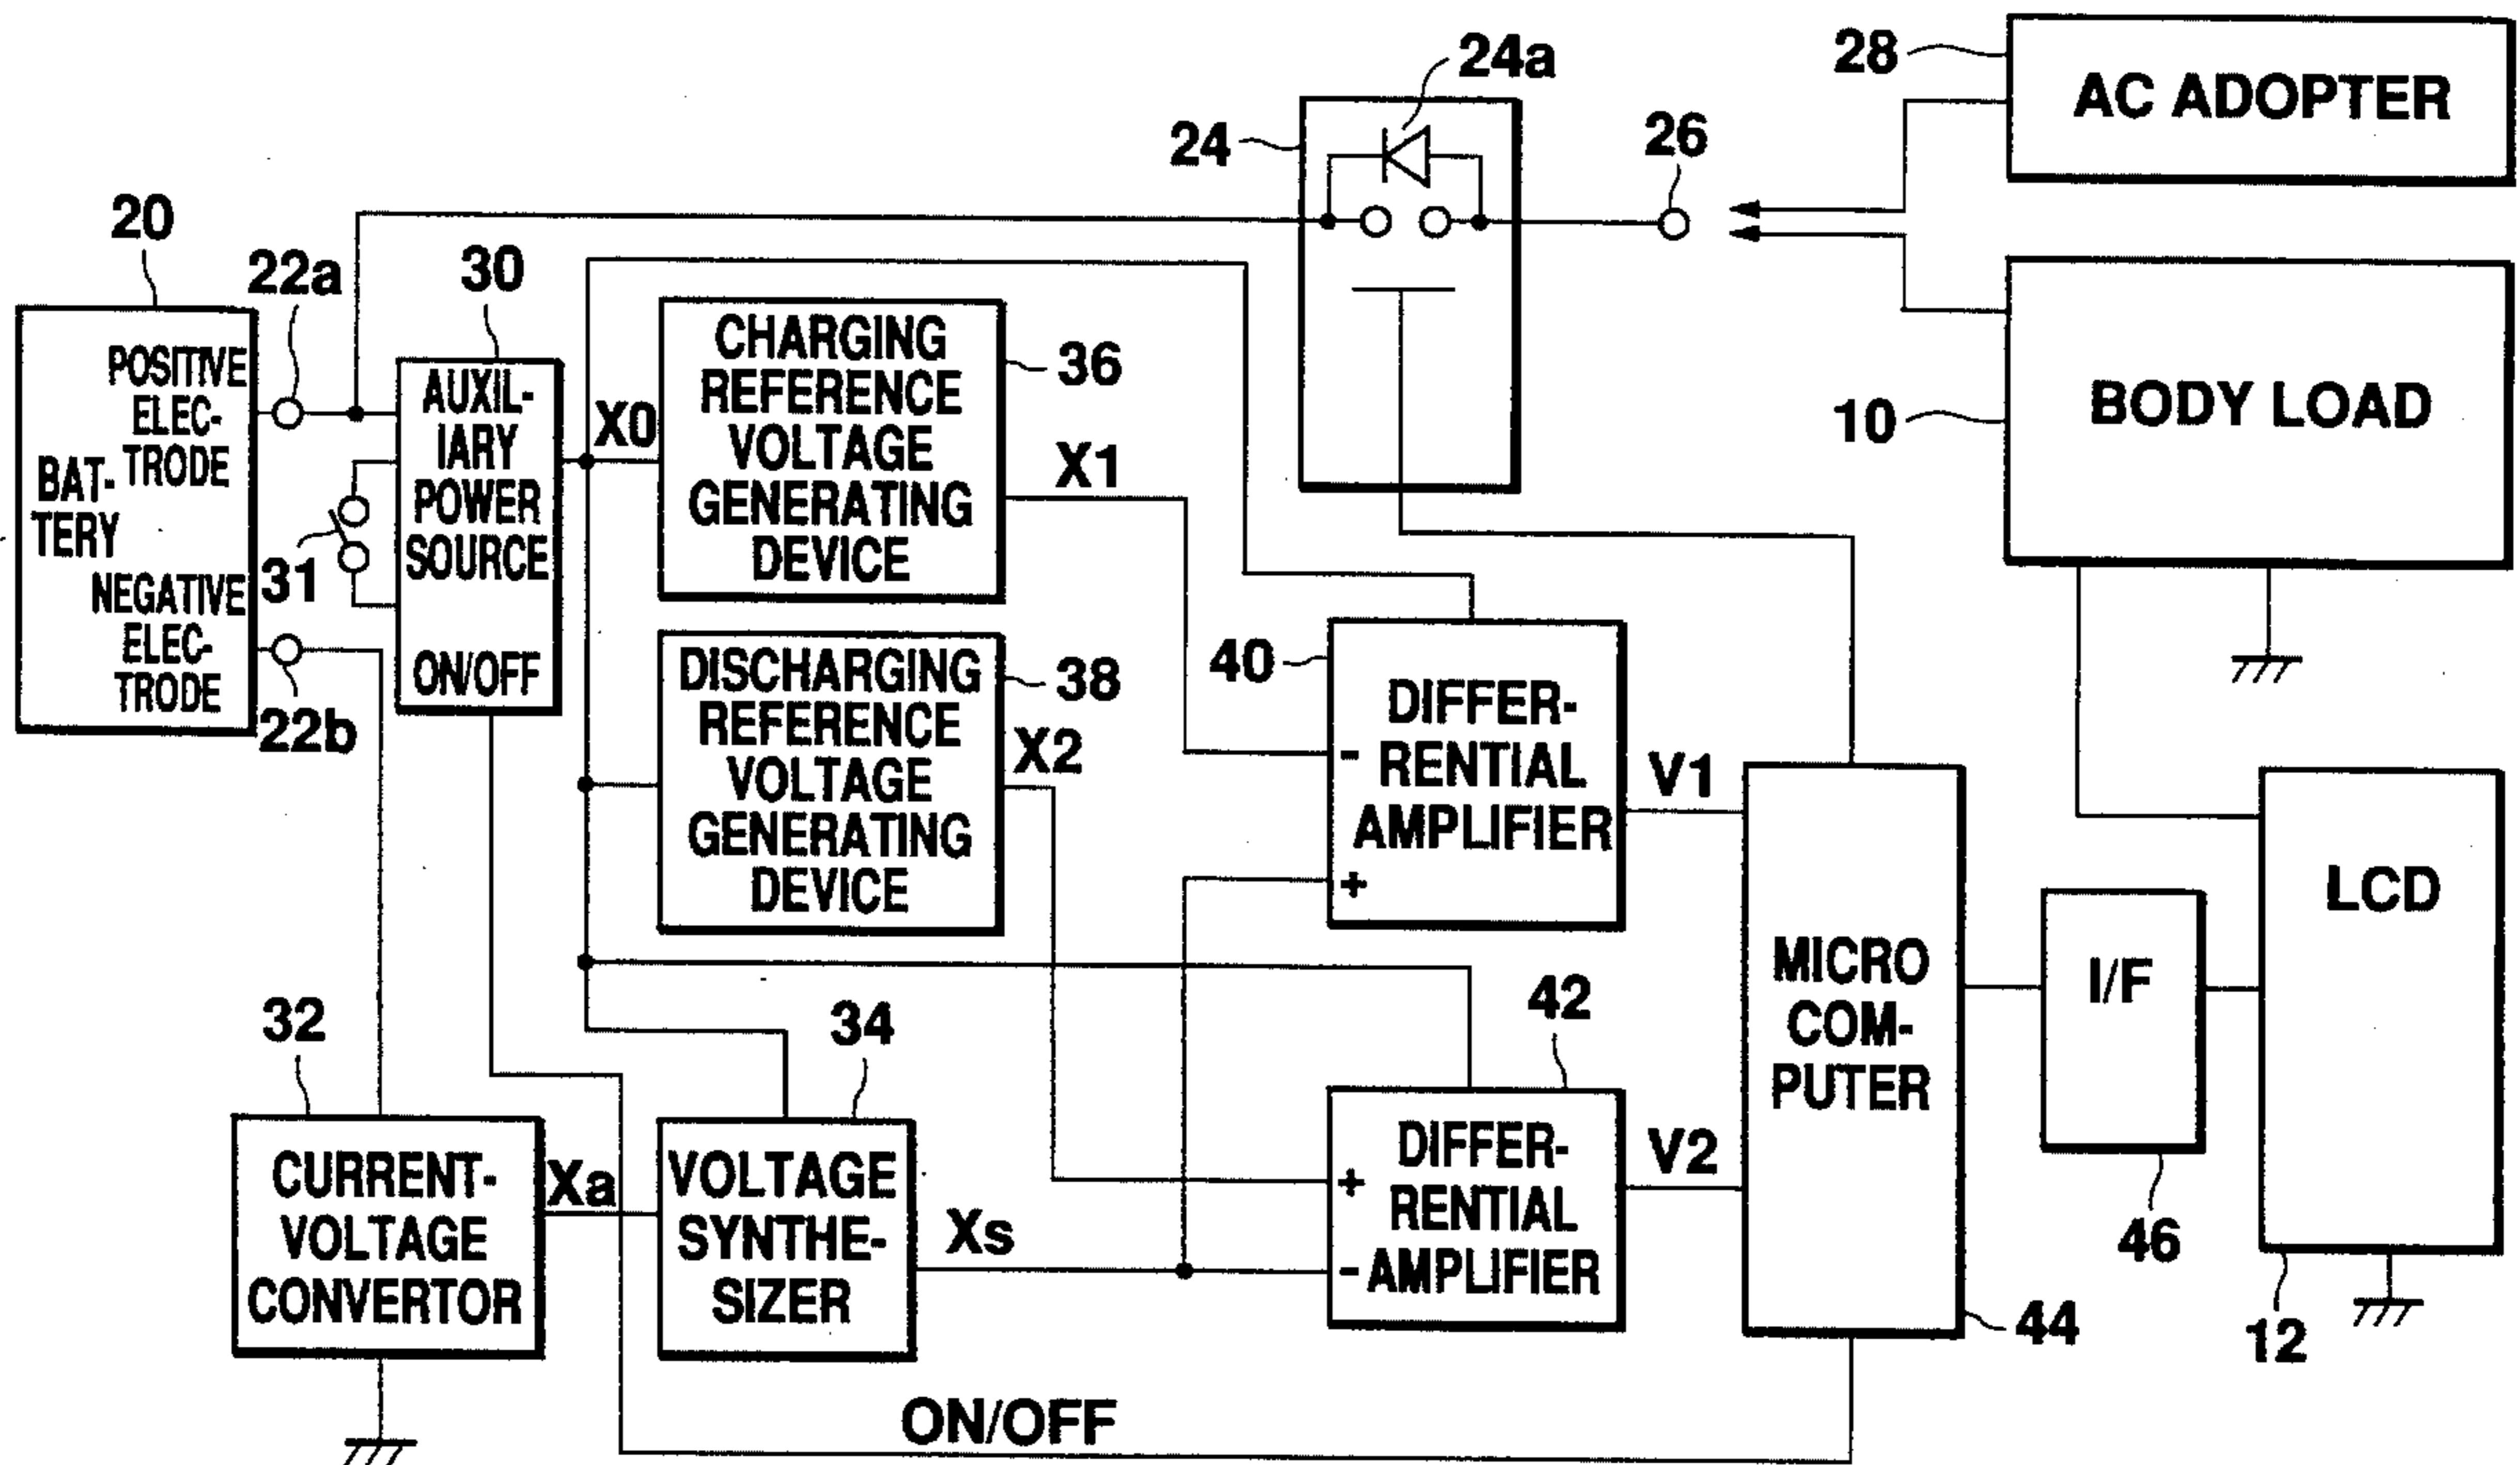 28
AC ADOPTER
24a
24
26
20
22a
30
POSITIVE
ELEC-
TRODE
BAT-
TERY
NEGATIVE
ELEC-
TRODE
31
22b
AUXIL-
IARY
POWER
SOURCE
ON/OFF
X0
CHARGING
REFERENCE
VOLTAGE
GENERATING
DEVICE
36
X1
10
BODY LOAD
DISCHARGING
REFERENCE
VOLTAGE
GENERATING
DEVICE
38
X2
40
DIFFER-
RENTIAL
AMPLIFIER
-
+
V1
MICRO
COM-
PUTER
44
I/F
46
LCD
12
32
CURRENT-
VOLTAGE
CONVERTOR
Xa
34
VOLTAGE
SYNTHE-
SIZER
Xs
42
DIFFER-
RENTIAL
AMPLIFIER
+
-
V2
ON/OFF